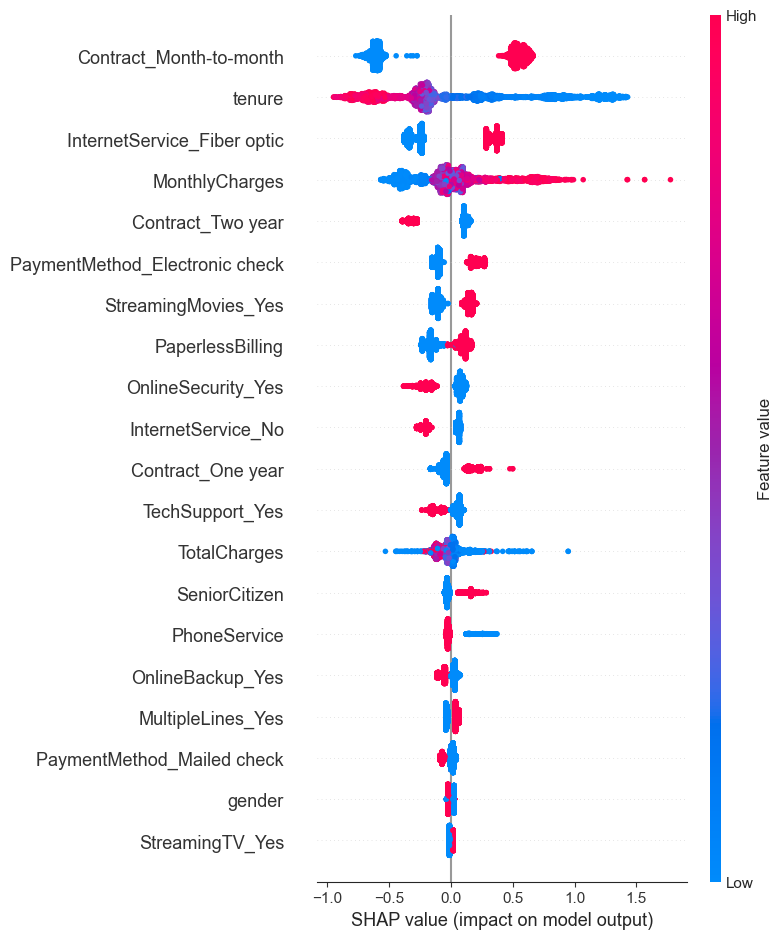 High
Contract_Month-to-month
tenure
InternetService_Fiber optic
MonthlyCharges
Contract_Two year
PaymentMethod_Electronic check
StreamingMovies_Yes
PaperlessBilling
OnlineSecurity_Yes
InternetService_No
Contract_One year
TechSupport_Yes
TotalCharges
SeniorCitizen
PhoneService
OnlineBackup_Yes
MultipleLines_Yes
PaymentMethod_Mailed check
gender
StreamingTV_Yes
Feature value
Low
−1.0 −0.5 0.0 0.5 1.0 1.5
SHAP value (impact on model output)